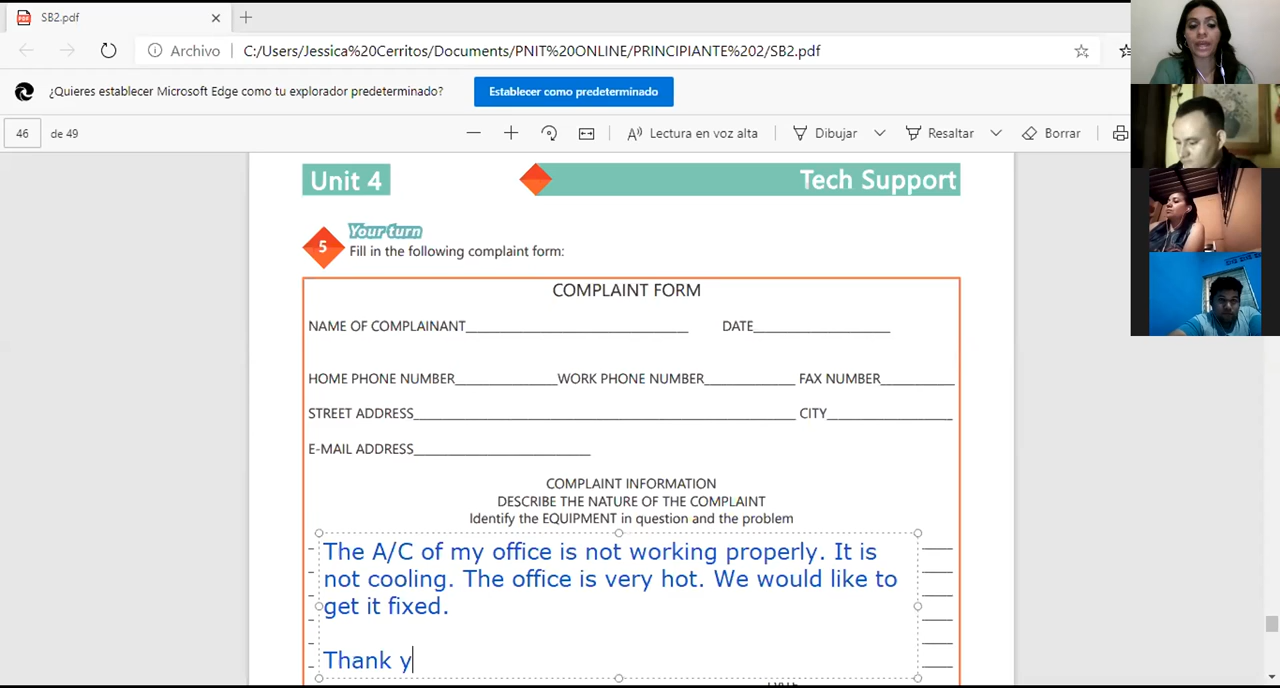 SB2.pdf
Archivo
C:/Users/Jessica%20Cerritos/Documents/PNIT%20ONLINE/PRINCIPIANTE%202/SB2.pdf
¿Quieres establecer Microsoft Edge como tu explorador predeterminado?
Establecer como predeterminado
46 de 49
Lectura en voz alta
Dibujar
Resaltar
Borrar
Unit 4
Tech Support
5
Your turn
Fill in the following complaint form:
COMPLAINT FORM
NAME OF COMPLAINANT DATE
HOME PHONE NUMBER WORK PHONE NUMBER FAX NUMBER
STREET ADDRESS CITY
E-MAIL ADDRESS
COMPLAINT INFORMATION
DESCRIBE THE NATURE OF THE COMPLAINT
Identify the EQUIPMENT in question and the problem
The A/C of my office is not working properly. It is
not cooling. The office is very hot. We would like to
get it fixed.
Thank y